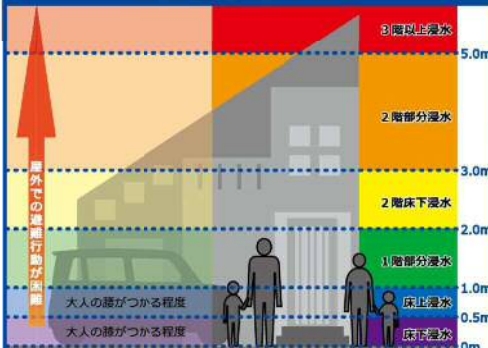 3階以上浸水
5.0m
2階部分浸水
3.0m
2階床下浸水
2.0m
1階部分浸水
1.0m
大人の腰がつかる程度
床上浸水
0.5m
大人の膝がつかる程度
床下浸水
0m
屋外での避難行動が困難